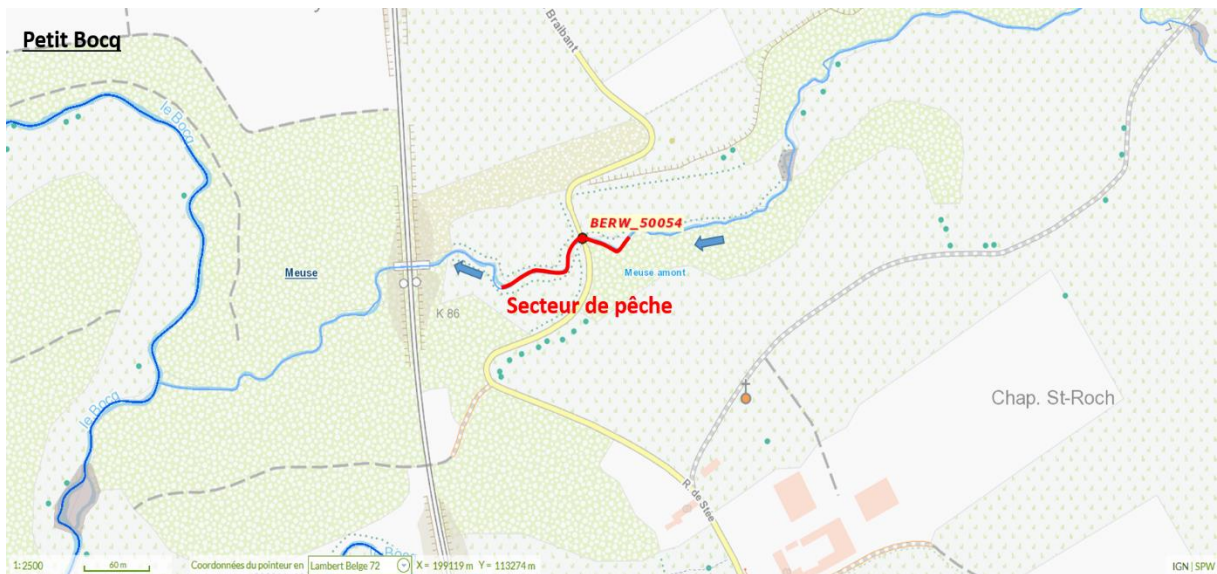 Petit Bocq
Braibant
le Bocq
BERW_50054
Meuse
Meuse amont
Secteur de pêche
K 86
Chap. St-Roch
le Bocq
R. de Stée
le Bocq
1:2500
60 m
Coordonnées du pointeur en
Lambert Belge 72
X = 199119 m Y = 113274 m
IGN | SPW